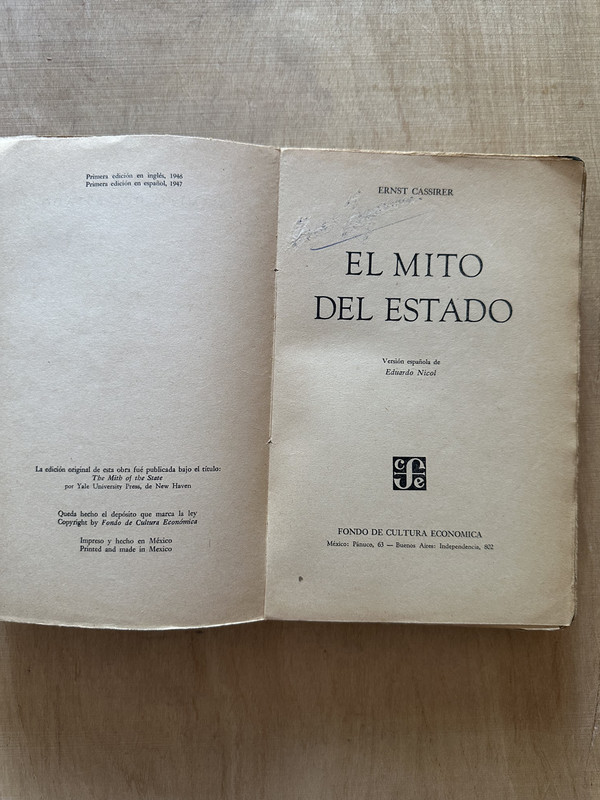 Primera edición en inglés, 1946
Primera edición en español, 1947
La edición original de esta obra fué publicada bajo el título:
The Mith of the State
por Yale University Press, de New Haven
Queda hecho el depósito que marca la ley
Copyright by Fondo de Cultura Económica
Impreso y hecho en México
Printed and made in Mexico
ERNST CASSIRER
EL MITO
DEL ESTADO
Versión española de
Eduardo Nicol
FONDO DE CULTURA ECONOMICA
México: Pánuco, 63 — Buenos Aires: Independencia, 802